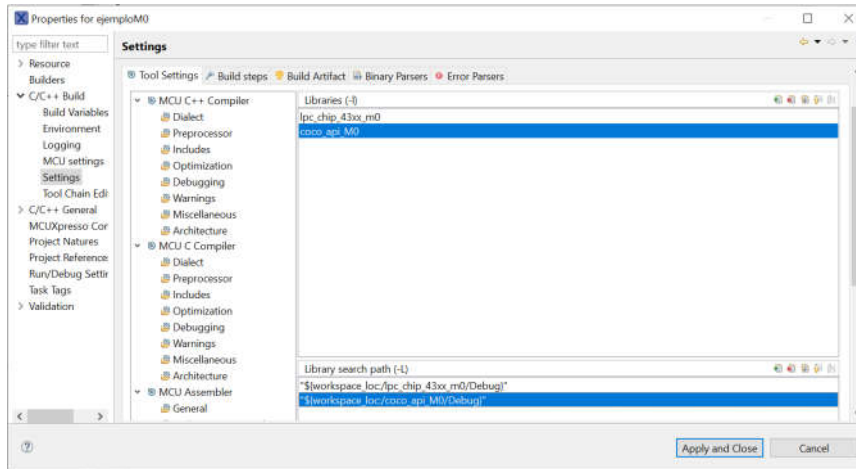 Properties for ejemploM0
type filter text
Settings
Resource
Builders
C/C++ Build
Build Variables
Environment
Logging
MCU settings
Settings
Tool Chain Edi
C/C++ General
MCUXpresso Cor
Project Natures
Project Reference
Run/Debug Settin
Task Tags
Validation
Tool Settings Build steps Build Artifact Binary Parsers Error Parsers
MCU C++ Compiler
Dialect
Preprocessor
Includes
Optimization
Debugging
Warnings
Miscellaneous
Architecture
MCU C Compiler
Dialect
Preprocessor
Includes
Optimization
Debugging
Warnings
Miscellaneous
Architecture
MCU Assembler
General
Libraries (-l)
lpc_chip_43xx_m0
coco_api_M0
Library search path (-L)
"${workspace_loc:/lpc_chip_43xx_m0/Debug}"
"${workspace_loc:/coco_api_M0/Debug}"
Apply and Close
Cancel